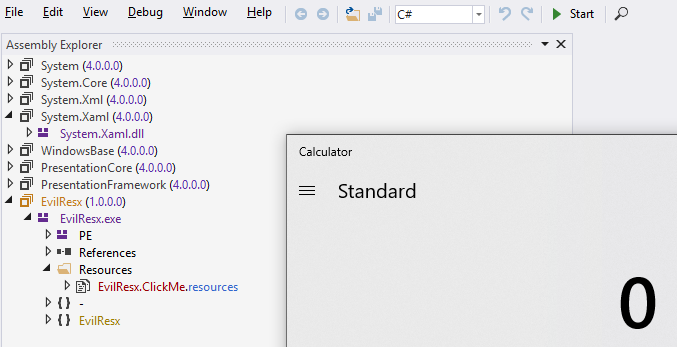 File Edit View Debug Window Help C# Start
Assembly Explorer
System (4.0.0.0)
System.Core (4.0.0.0)
System.Xml (4.0.0.0)
System.Xaml (4.0.0.0)
System.Xaml.dll
WindowsBase (4.0.0.0)
PresentationCore (4.0.0.0)
PresentationFramework (4.0.0.0)
EvilResx (1.0.0.0)
EvilResx.exe
PE
References
Resources
EvilResx.ClickMe.resources
{ } -
{ } EvilResx
Calculator
Standard
0